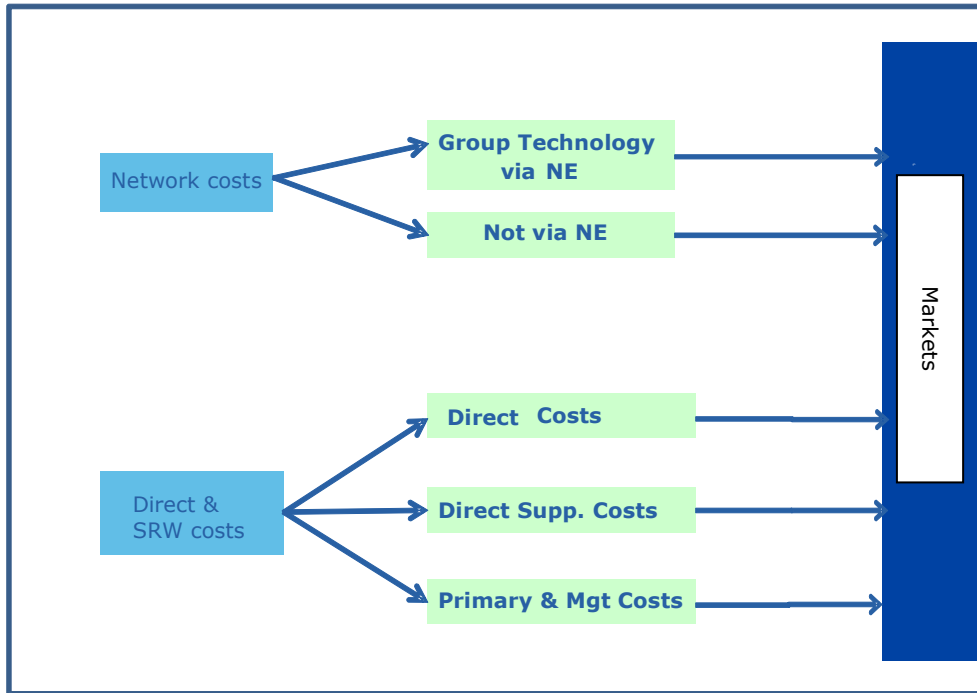 Group Technology
via NE
Network costs
Not via NE
Markets
Direct Costs
Direct &
SRW costs
Direct Supp. Costs
Primary & Mgt Costs